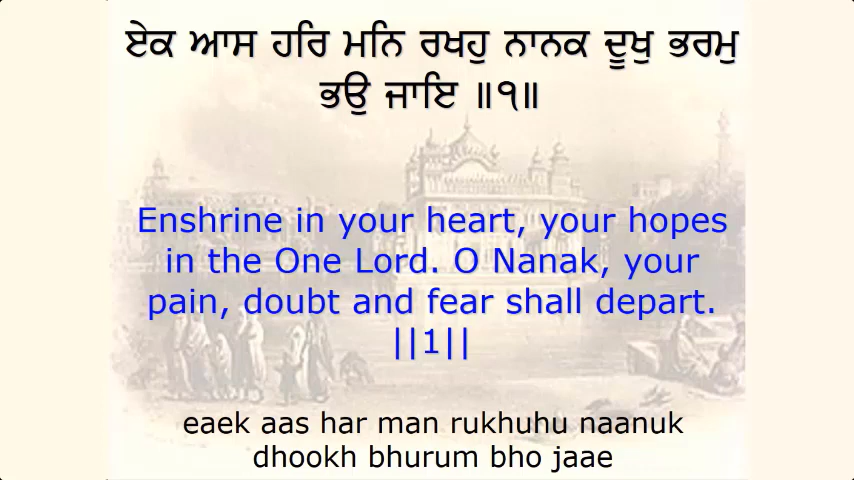 ਏਕ ਆਸ ਹਰਿ ਮਨਿ ਰਖਹੁ ਨਾਨਕ ਦੂਖੁ ਭਰਮੁ
ਭਉ ਜਾਇ ॥੧॥
Enshrine in your heart, your hopes
in the One Lord. O Nanak, your
pain, doubt and fear shall depart.
||1||
eaek aas har man rukhuhu naanuk
dhookh bhurum bho jaae